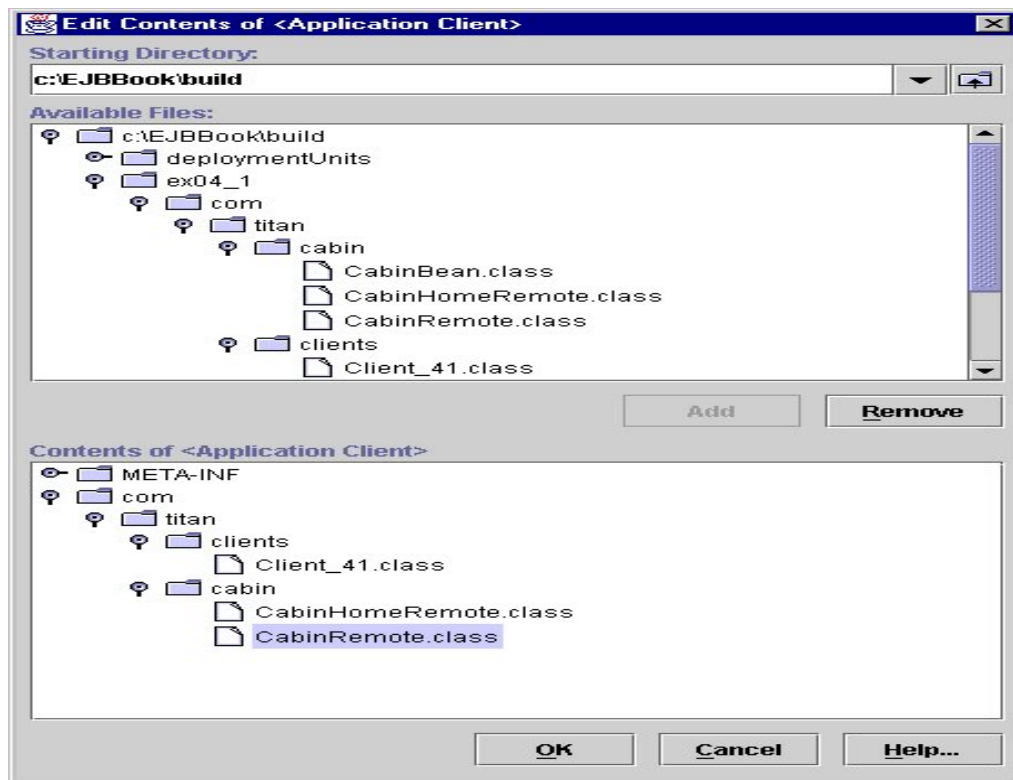 Edit Contents of <Application Client>
Starting Directory:
c:\EJBBook\build
Available Files:
c:\EJBBook\build
deploymentUnits
ex04_1
com
titan
cabin
CabinBean.class
CabinHomeRemote.class
CabinRemote.class
clients
Client_41.class
Add Remove
Contents of <Application Client>
META-INF
com
titan
clients
Client_41.class
cabin
CabinHomeRemote.class
CabinRemote.class
OK Cancel Help...